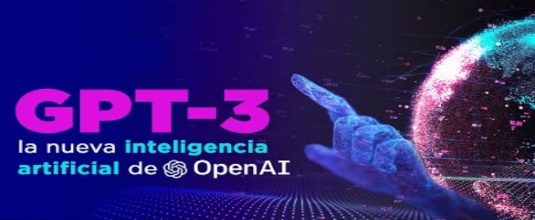 GPT-3
la nueva inteligencia
artificial de OpenAI